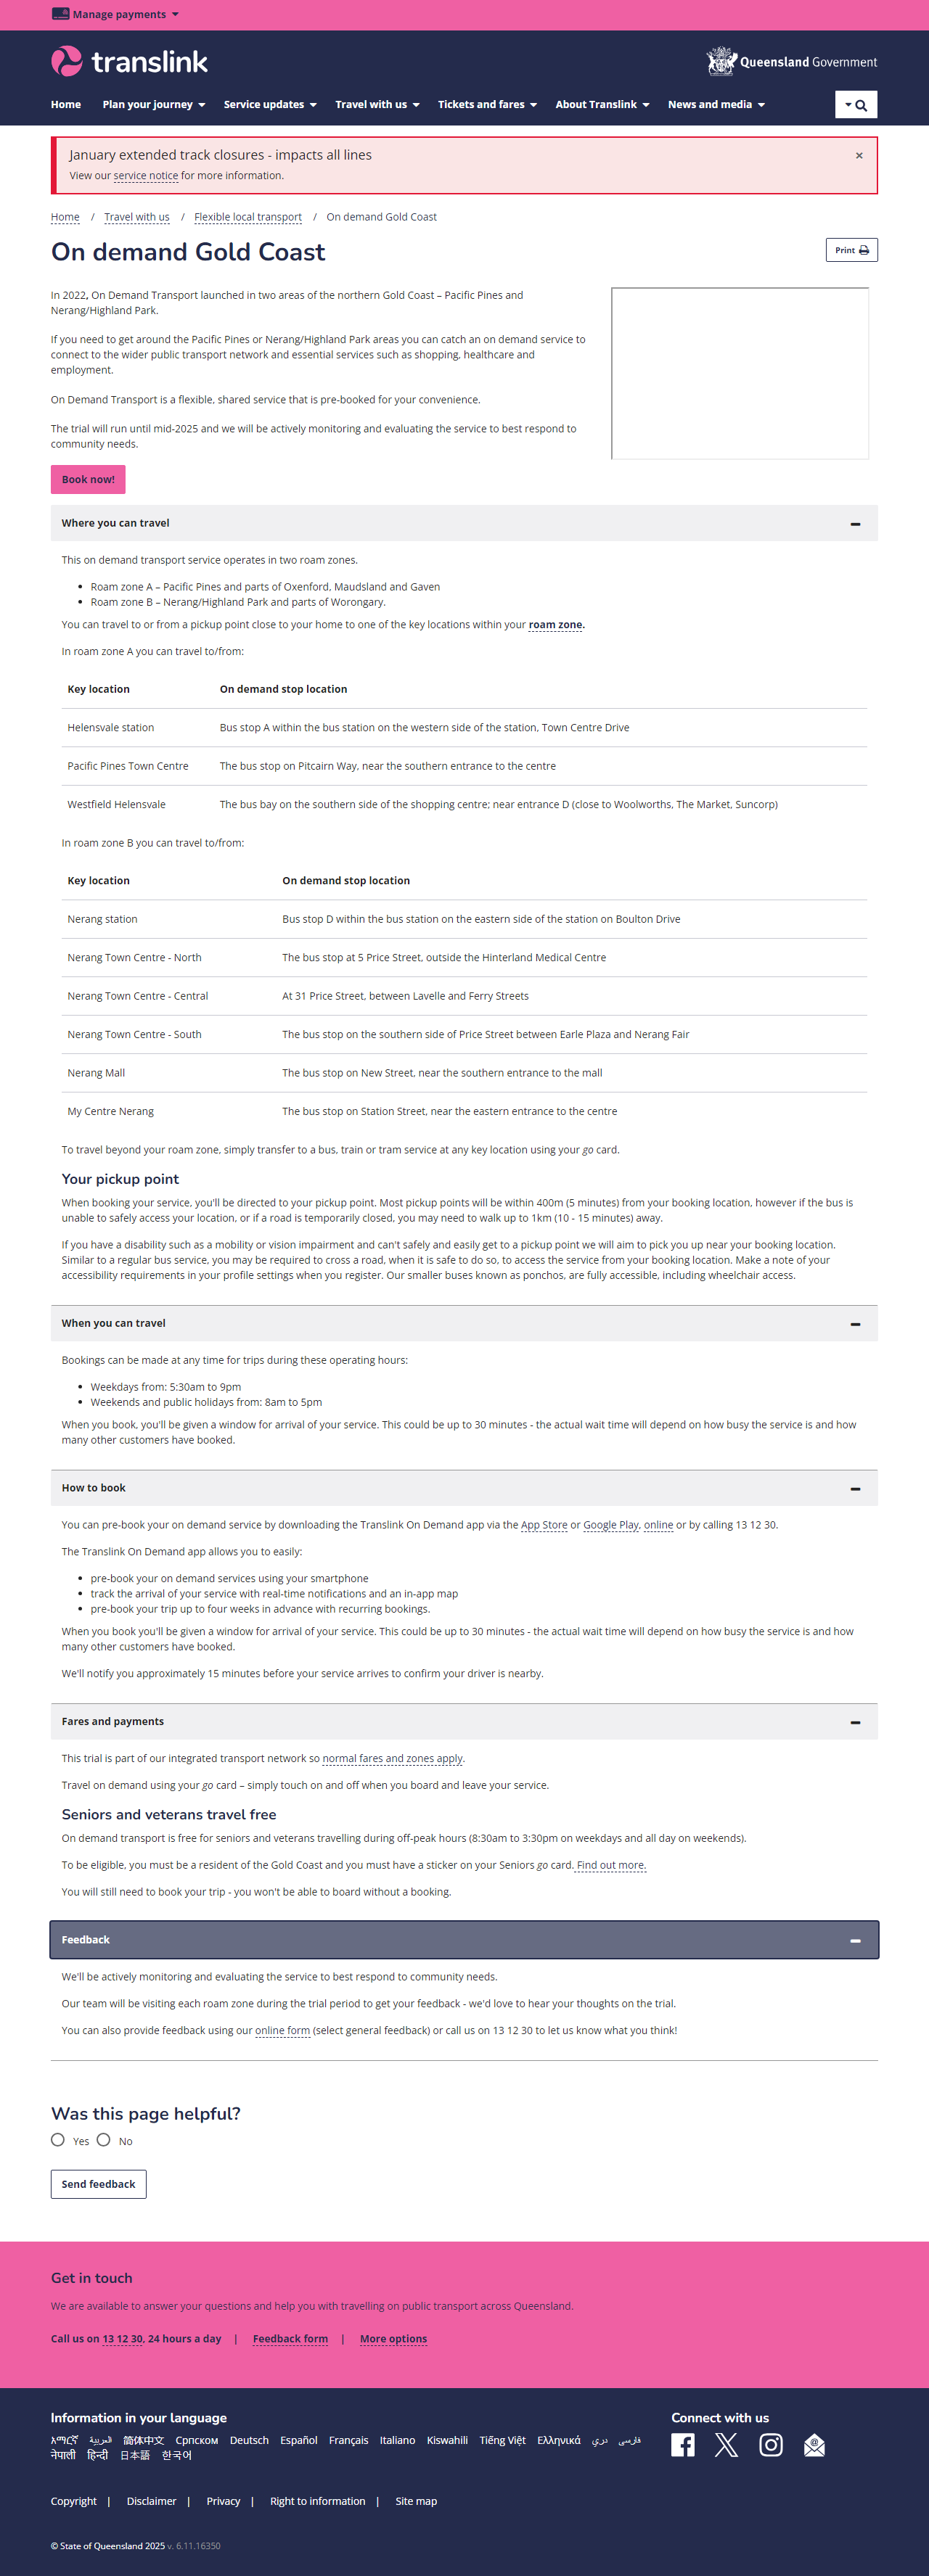 Manage payments
translink
Queensland Government
Home Plan your journey Service updates Travel with us Tickets and fares About Translink News and media
January extended track closures - impacts all lines
×
View our service notice for more information.
Home / Travel with us / Flexible local transport / On demand Gold Coast
On demand Gold Coast
Print
In 2022, On Demand Transport launched in two areas of the northern Gold Coast – Pacific Pines and
Nerang/Highland Park.
If you need to get around the Pacific Pines or Nerang/Highland Park areas you can catch an on demand service to
connect to the wider public transport network and essential services such as shopping, healthcare and
employment.
On Demand Transport is a flexible, shared service that is pre-booked for your convenience.
The trial will run until mid-2025 and we will be actively monitoring and evaluating the service to best respond to
community needs.
Book now!
Where you can travel
This on demand transport service operates in two roam zones.
Roam zone A – Pacific Pines and parts of Oxenford, Maudsland and Gaven
Roam zone B – Nerang/Highland Park and parts of Worongary.
You can travel to or from a pickup point close to your home to one of the key locations within your roam zone.
In roam zone A you can travel to/from:
Key location On demand stop location
Helensvale station Bus stop A within the bus station on the western side of the station, Town Centre Drive
Pacific Pines Town Centre The bus stop on Pitcairn Way, near the southern entrance to the centre
Westfield Helensvale The bus bay on the southern side of the shopping centre; near entrance D (close to Woolworths, The Market, Suncorp)
In roam zone B you can travel to/from:
Key location On demand stop location
Nerang station Bus stop D within the bus station on the eastern side of the station on Boulton Drive
Nerang Town Centre - North The bus stop at 5 Price Street, outside the Hinterland Medical Centre
Nerang Town Centre - Central At 31 Price Street, between Lavelle and Ferry Streets
Nerang Town Centre - South The bus stop on the southern side of Price Street between Earle Plaza and Nerang Fair
Nerang Mall The bus stop on New Street, near the southern entrance to the mall
My Centre Nerang The bus stop on Station Street, near the eastern entrance to the centre
To travel beyond your roam zone, simply transfer to a bus, train or tram service at any key location using your go card.
Your pickup point
When booking your service, you'll be directed to your pickup point. Most pickup points will be within 400m (5 minutes) from your booking location, however if the bus is
unable to safely access your location, or if a road is temporarily closed, you may need to walk up to 1km (10 - 15 minutes) away.
If you have a disability such as a mobility or vision impairment and can't safely and easily get to a pickup point we will aim to pick you up near your booking location.
Similar to a regular bus service, you may be required to cross a road, when it is safe to do so, to access the service from your booking location. Make a note of your
accessibility requirements in your profile settings when you register. Our smaller buses known as ponchos, are fully accessible, including wheelchair access.
When you can travel
Bookings can be made at any time for trips during these operating hours:
Weekdays from: 5:30am to 9pm
Weekends and public holidays from: 8am to 5pm
When you book, you'll be given a window for arrival of your service. This could be up to 30 minutes - the actual wait time will depend on how busy the service is and how
many other customers have booked.
How to book
You can pre-book your on demand service by downloading the Translink On Demand app via the App Store or Google Play, online or by calling 13 12 30.
The Translink On Demand app allows you to easily:
pre-book your on demand services using your smartphone
track the arrival of your service with real-time notifications and an in-app map
pre-book your trip up to four weeks in advance with recurring bookings.
When you book you'll be given a window for arrival of your service. This could be up to 30 minutes - the actual wait time will depend on how busy the service is and how
many other customers have booked.
We'll notify you approximately 15 minutes before your service arrives to confirm your driver is nearby.
Fares and payments
This trial is part of our integrated transport network so normal fares and zones apply.
Travel on demand using your go card – simply touch on and off when you board and leave your service.
Seniors and veterans travel free
On demand transport is free for seniors and veterans travelling during off-peak hours (8:30am to 3:30pm on weekdays and all day on weekends).
To be eligible, you must be a resident of the Gold Coast and you must have a sticker on your Seniors go card. Find out more.
You will still need to book your trip - you won't be able to board without a booking.
Feedback
We'll be actively monitoring and evaluating the service to best respond to community needs.
Our team will be visiting each roam zone during the trial period to get your feedback - we'd love to hear your thoughts on the trial.
You can also provide feedback using our online form (select general feedback) or call us on 13 12 30 to let us know what you think!
Was this page helpful?
Yes No
Send feedback
Get in touch
We are available to answer your questions and help you with travelling on public transport across Queensland.
Call us on 13 12 30, 24 hours a day | Feedback form | More options
Information in your language
Connect with us
አማርኛ العربية 简体中文 Српском Deutsch Español Français Italiano Kiswahili Tiếng Việt Ελληνικά دری فارسی
नेपाली हिन्दी 日本語 한국어
Copyright | Disclaimer | Privacy | Right to information | Site map
© State of Queensland 2025 v. 6.11.16350